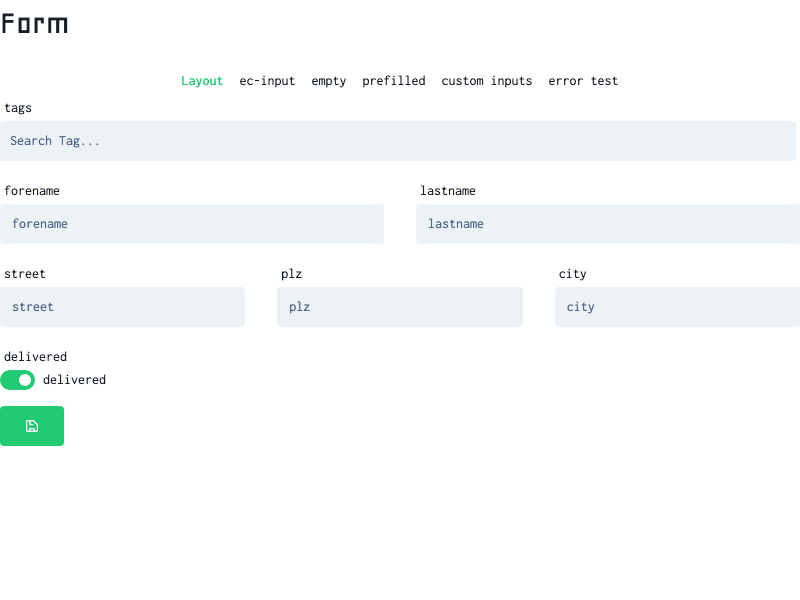 Form
Layout ec-input empty prefilled custom inputs error test
tags
Search Tag...
forename lastname
forename lastname
street plz city
street plz city
delivered
delivered